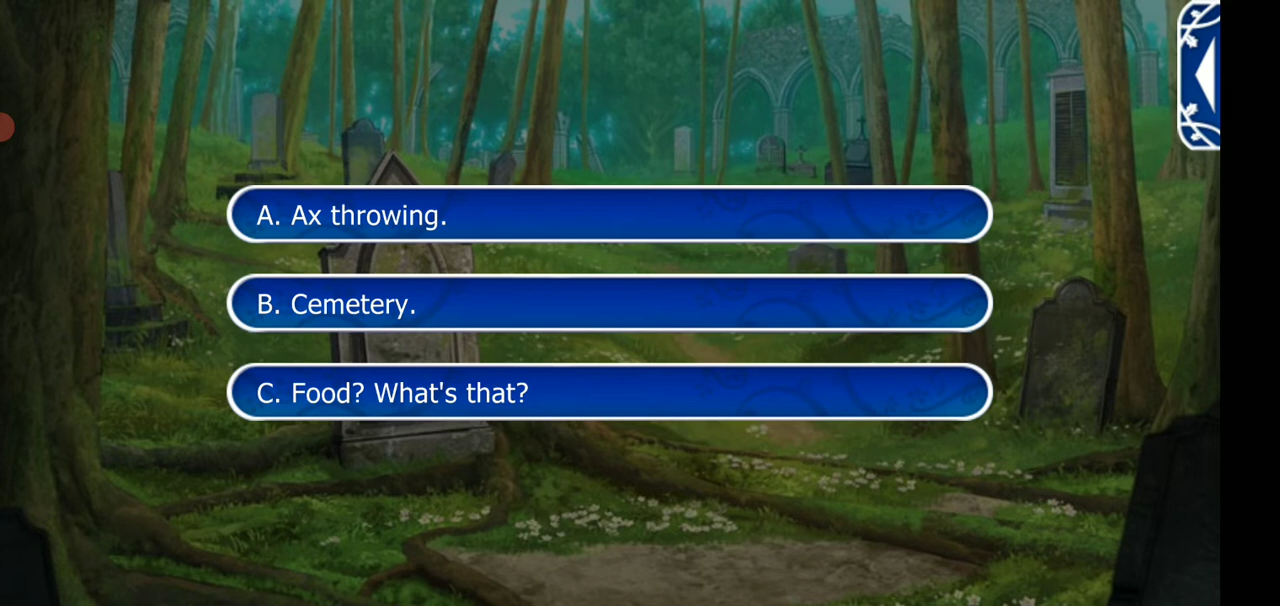 A. Ax throwing.
B. Cemetery.
C. Food? What's that?